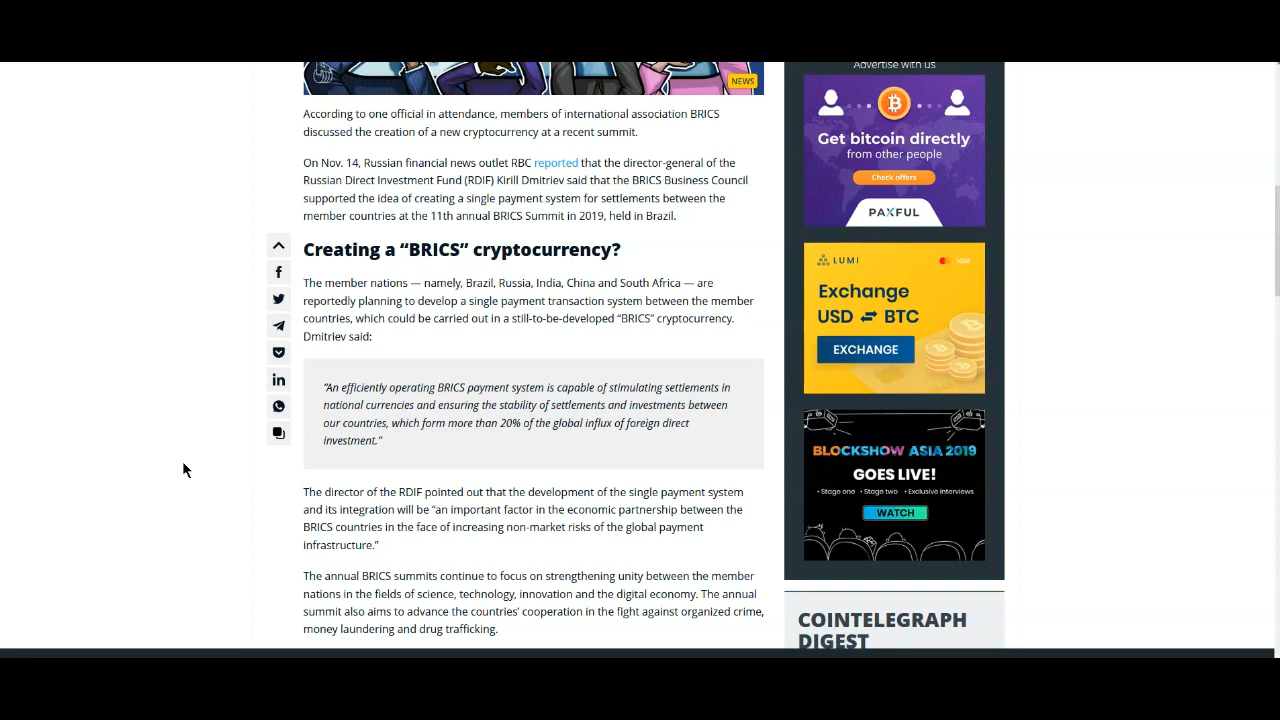 NEWS
According to one official in attendance, members of international association BRICS
discussed the creation of a new cryptocurrency at a recent summit.
On Nov. 14, Russian financial news outlet RBC reported that the director-general of the
Russian Direct Investment Fund (RDIF) Kirill Dmitriev said that the BRICS Business Council
supported the idea of creating a single payment system for settlements between the
member countries at the 11th annual BRICS Summit in 2019, held in Brazil.
Creating a “BRICS” cryptocurrency?
The member nations — namely, Brazil, Russia, India, China and South Africa — are
reportedly planning to develop a single payment transaction system between the member
countries, which could be carried out in a still-to-be-developed “BRICS” cryptocurrency.
Dmitriev said:
“An efficiently operating BRICS payment system is capable of stimulating settlements in
national currencies and ensuring the stability of settlements and investments between
our countries, which form more than 20% of the global influx of foreign direct
investment.”
The director of the RDIF pointed out that the development of the single payment system
and its integration will be “an important factor in the economic partnership between the
BRICS countries in the face of increasing non-market risks of the global payment
infrastructure.”
The annual BRICS summits continue to focus on strengthening unity between the member
nations in the fields of science, technology, innovation and the digital economy. The annual
summit also aims to advance the countries’ cooperation in the fight against organized crime,
money laundering and drug trafficking.
Advertise with us
Get bitcoin directly
from other people
Check offers
PAXFUL
LUMI
VISA
Exchange
USD BTC
EXCHANGE
BLOCKSHOW ASIA 2019
GOES LIVE!
• Stage one • Stage two • Exclusive interviews
WATCH
COINTELEGRAPH
DIGEST